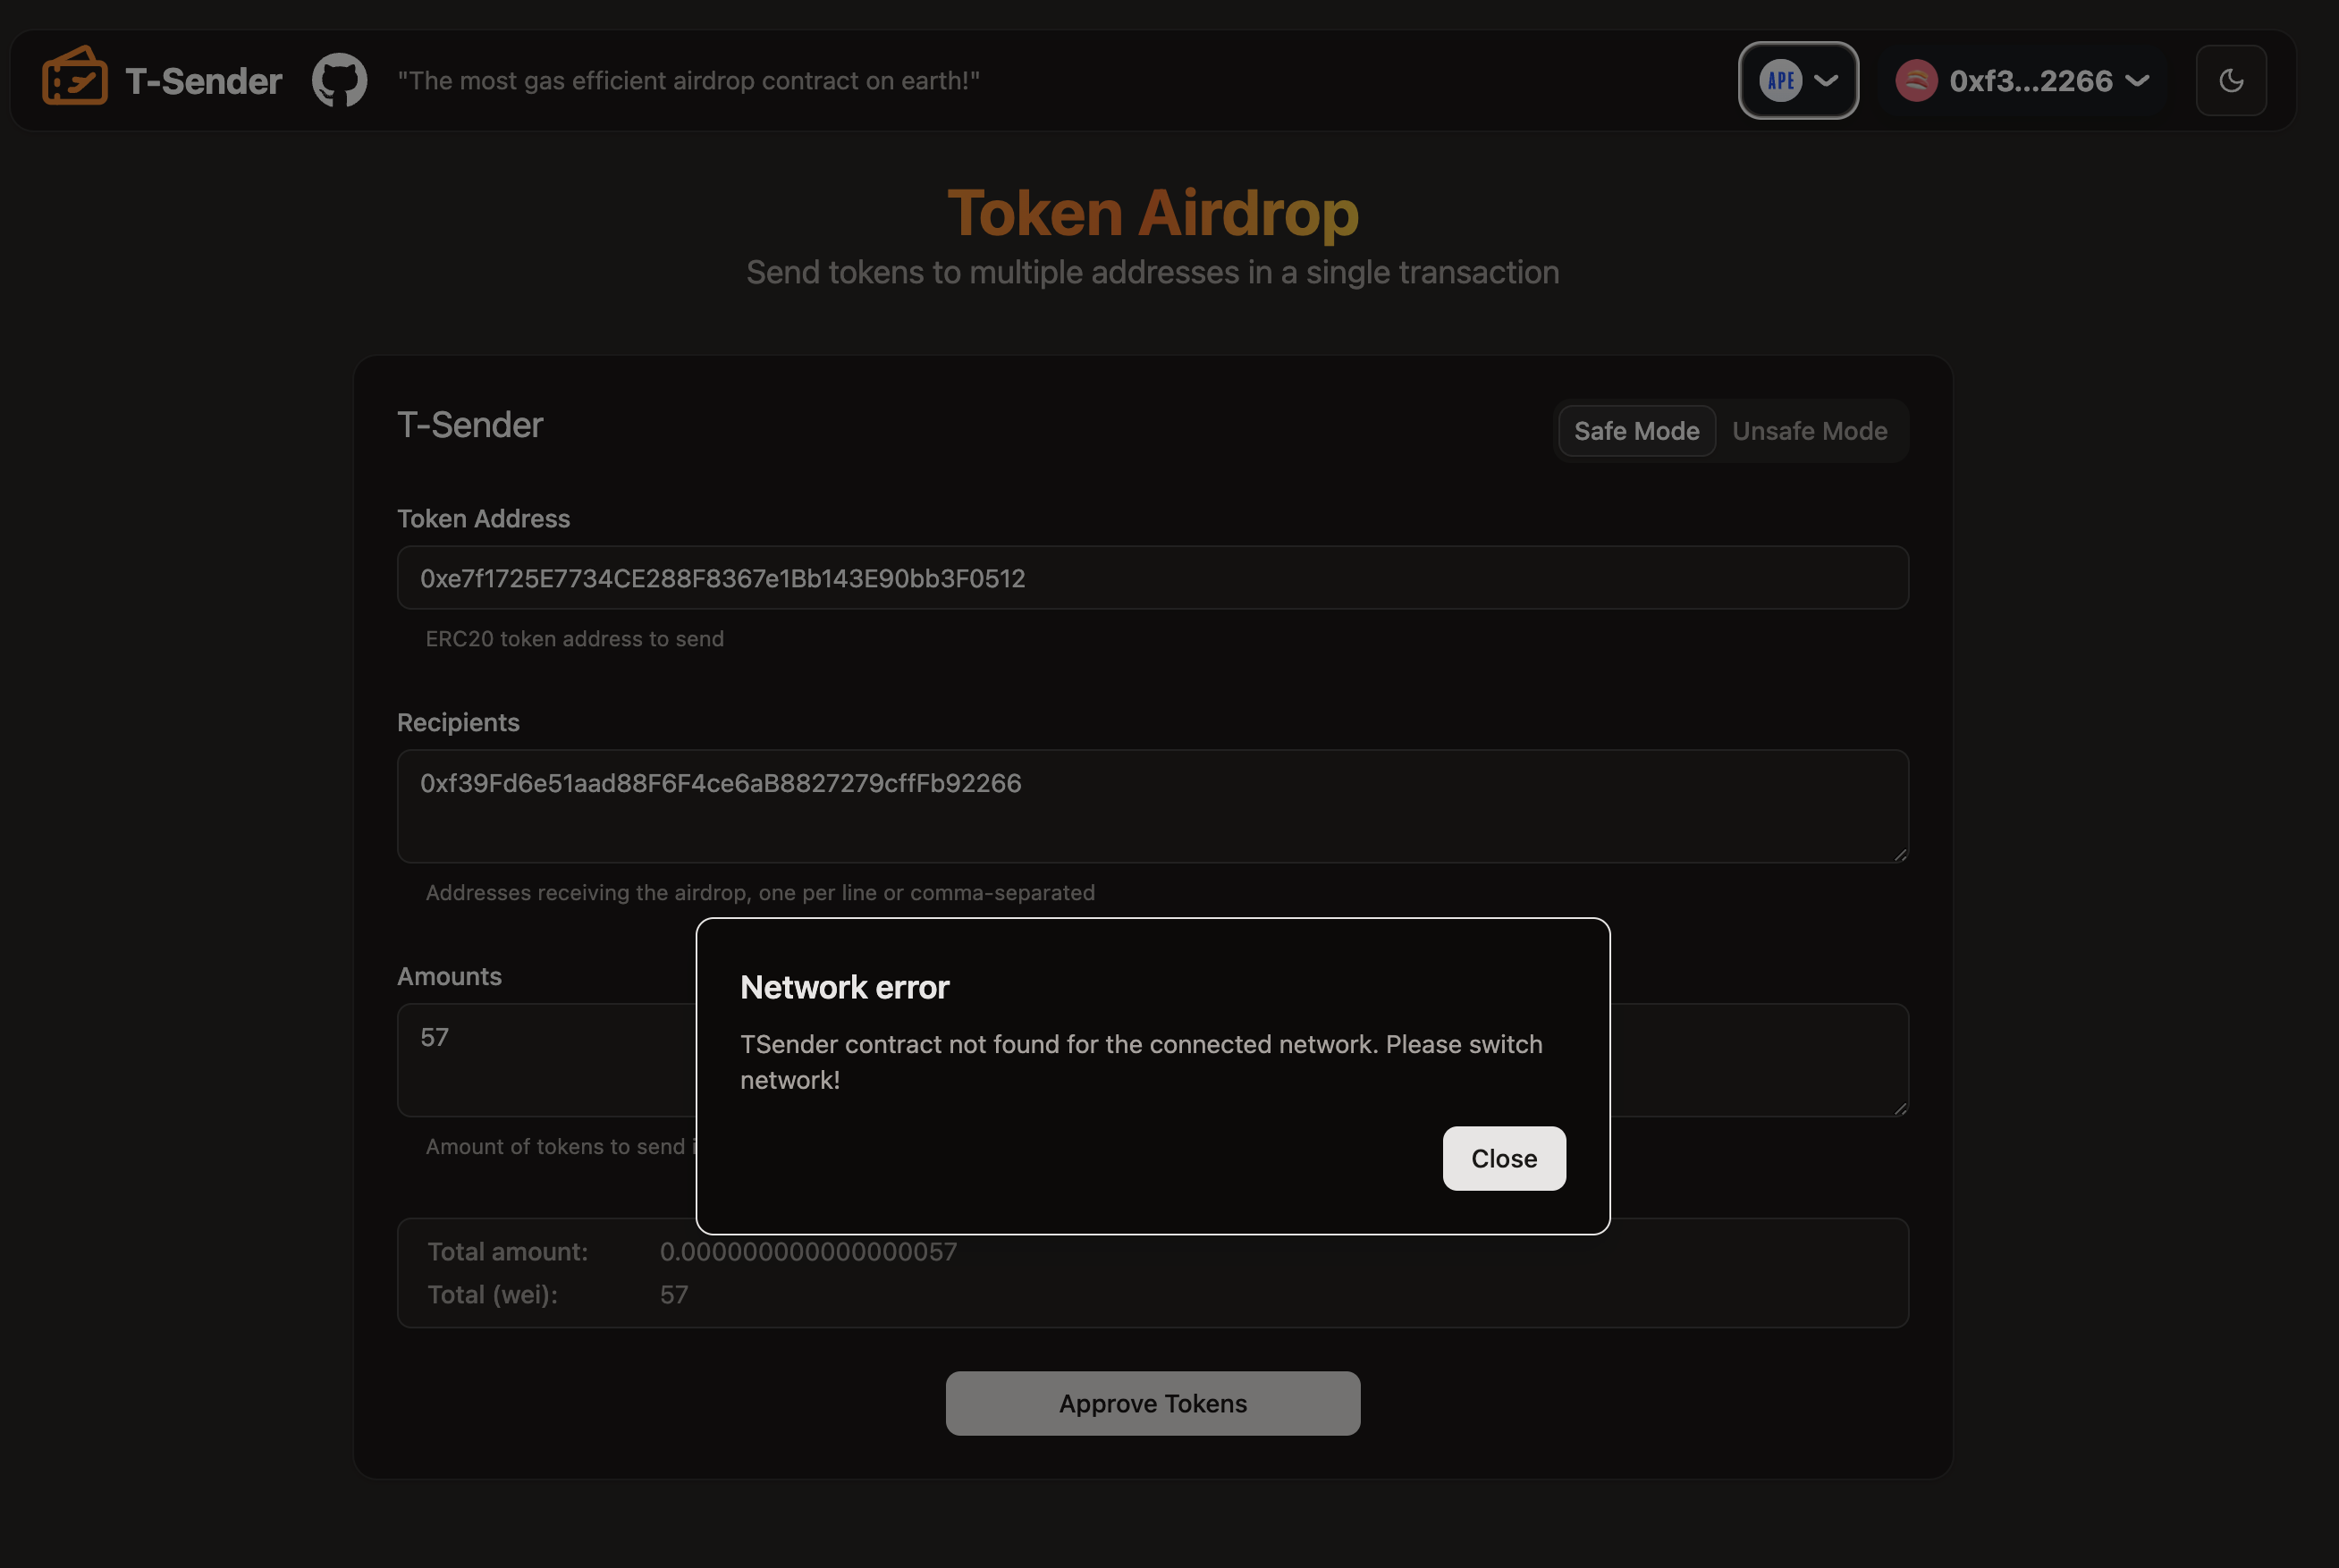 T-Sender
"The most gas efficient airdrop contract on earth!"
APE
0xf3...2266
Token Airdrop
Send tokens to multiple addresses in a single transaction
T-Sender
Safe Mode
Unsafe Mode
Token Address
0xe7f1725E7734CE288F8367e1Bb143E90bb3F0512
ERC20 token address to send
Recipients
0xf39Fd6e51aad88F6F4ce6aB8827279cffFb92266
Addresses receiving the airdrop, one per line or comma-separated
Amounts
57
Amount of tokens to send
Network error
TSender contract not found for the connected network. Please switch
network!
Close
Total amount: 0.000000000000000057
Total (wei): 57
Approve Tokens